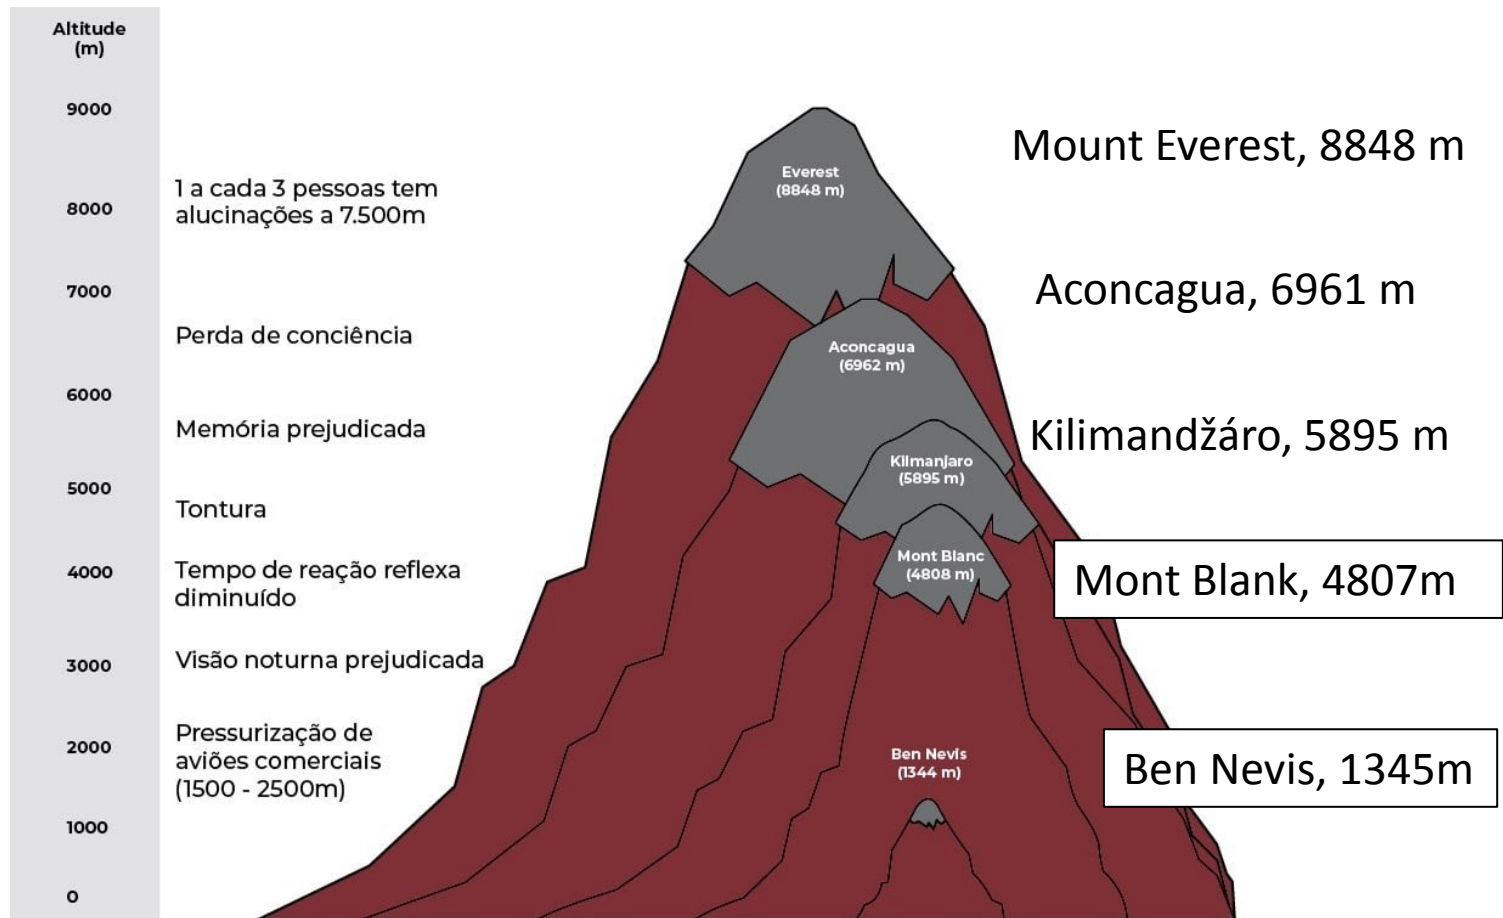 Altitude
(m)
9000
8000
7000
6000
5000
4000
3000
2000
1000
0
1 a cada 3 pessoas tem
alucinações a 7.500m
Perda de conciência
Memória prejudicada
Tontura
Tempo de reação reflexa
diminuído
Visão noturna prejudicada
Pressurização de
aviões comerciais
(1500 - 2500m)
Everest
(8848 m)
Aconcagua
(6962 m)
Kilmanjaro
(5895 m)
Mont Blanc
(4808 m)
Ben Nevis
(1344 m)
Mount Everest, 8848 m
Aconcagua, 6961 m
Kilimandžáro, 5895 m
Mont Blank, 4807m
Ben Nevis, 1345m